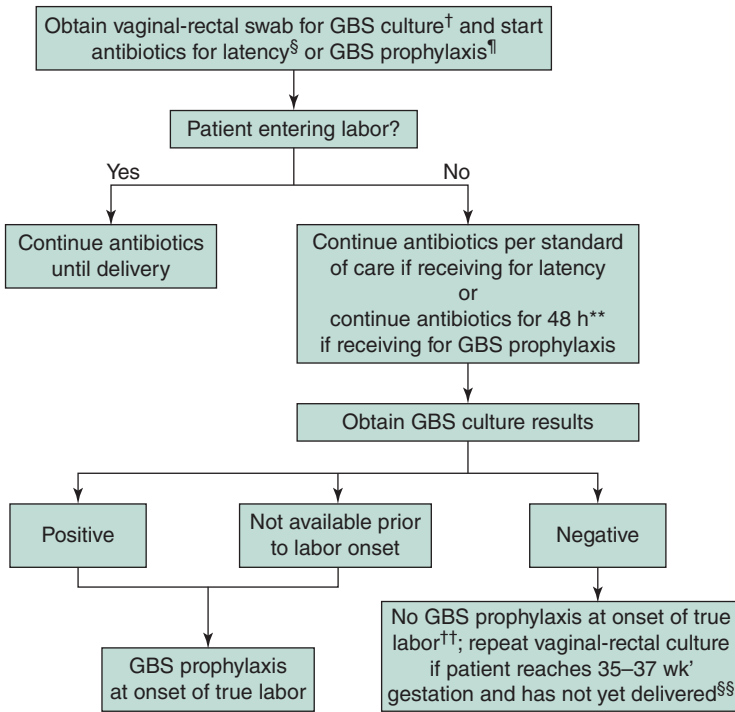 Obtain vaginal-rectal swab for GBS culture† and start
antibiotics for latency§ or GBS prophylaxis¶
Patient entering labor?
Yes
No
Continue antibiotics
until delivery
Continue antibiotics per standard
of care if receiving for latency
or
continue antibiotics for 48 h**
if receiving for GBS prophylaxis
Obtain GBS culture results
Positive
Not available prior
to labor onset
Negative
GBS prophylaxis
at onset of true labor
No GBS prophylaxis at onset of true
labor††; repeat vaginal-rectal culture
if patient reaches 35–37 wk’
gestation and has not yet delivered§§